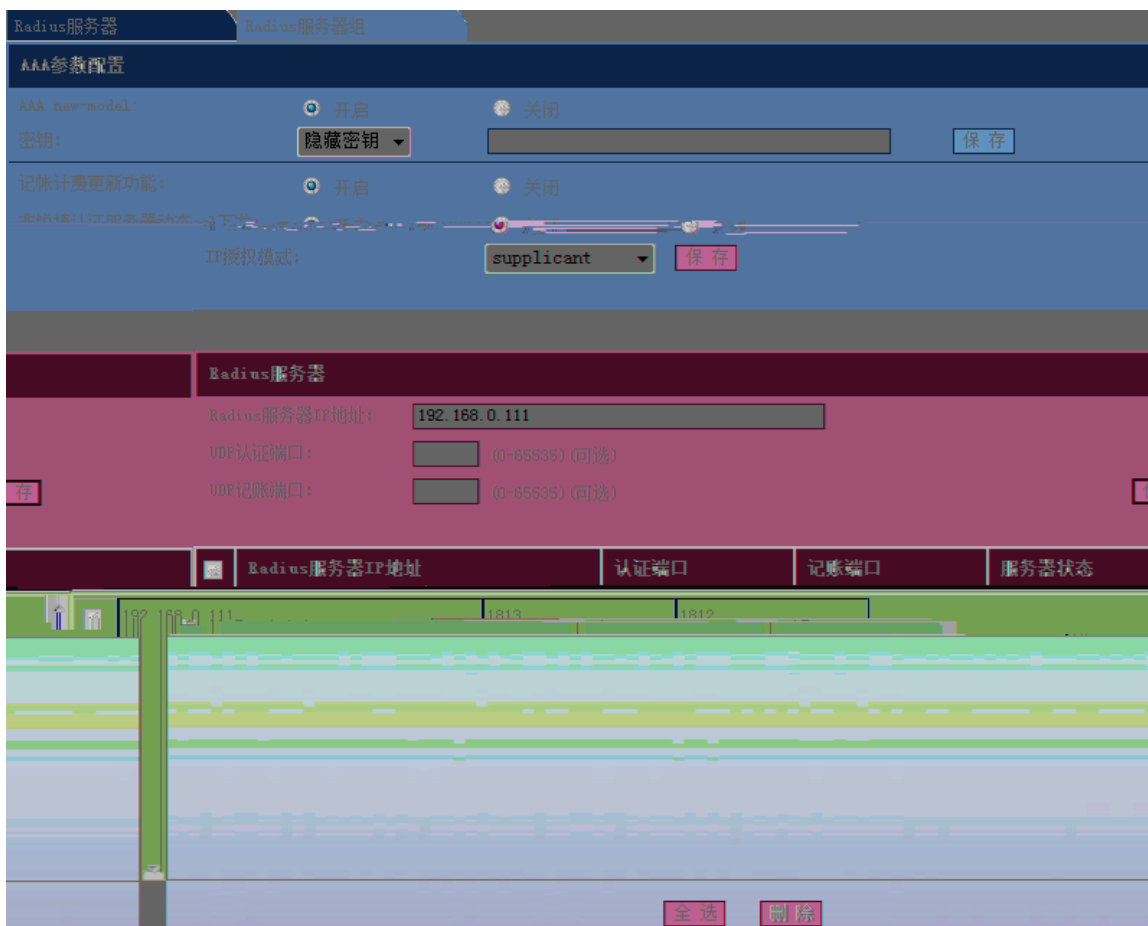 Radius服务器 Radius服务器组
AAA参数配置
AAA new-model: 开启 关闭
密钥: 隐藏密钥 保存
记帐计费更新功能: 开启 关闭
IP授权模式: supplicant 保存
Radius服务器
Radius服务器IP地址: 192.168.0.111
UDP认证端口: (0-65535)(可选)
UDP记账端口: (0-65535)(可选)
存
Radius服务器IP地址 认证端口 记账端口 服务器状态
192.168.0.111 1813 1812
全选 删除